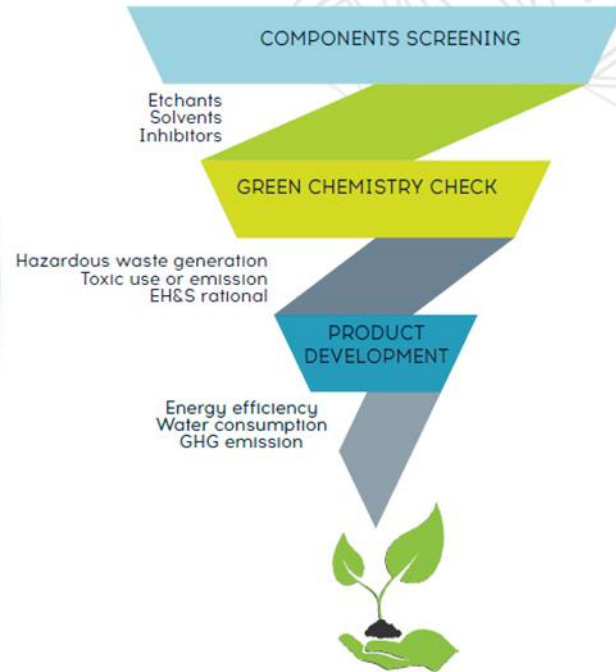 COMPONENTS SCREENING
Etchants
Solvents
Inhibitors
GREEN CHEMISTRY CHECK
Hazardous waste generation
Toxic use or emission
EH&S rational
PRODUCT
DEVELOPMENT
Energy efficiency
Water consumption
GHG emission